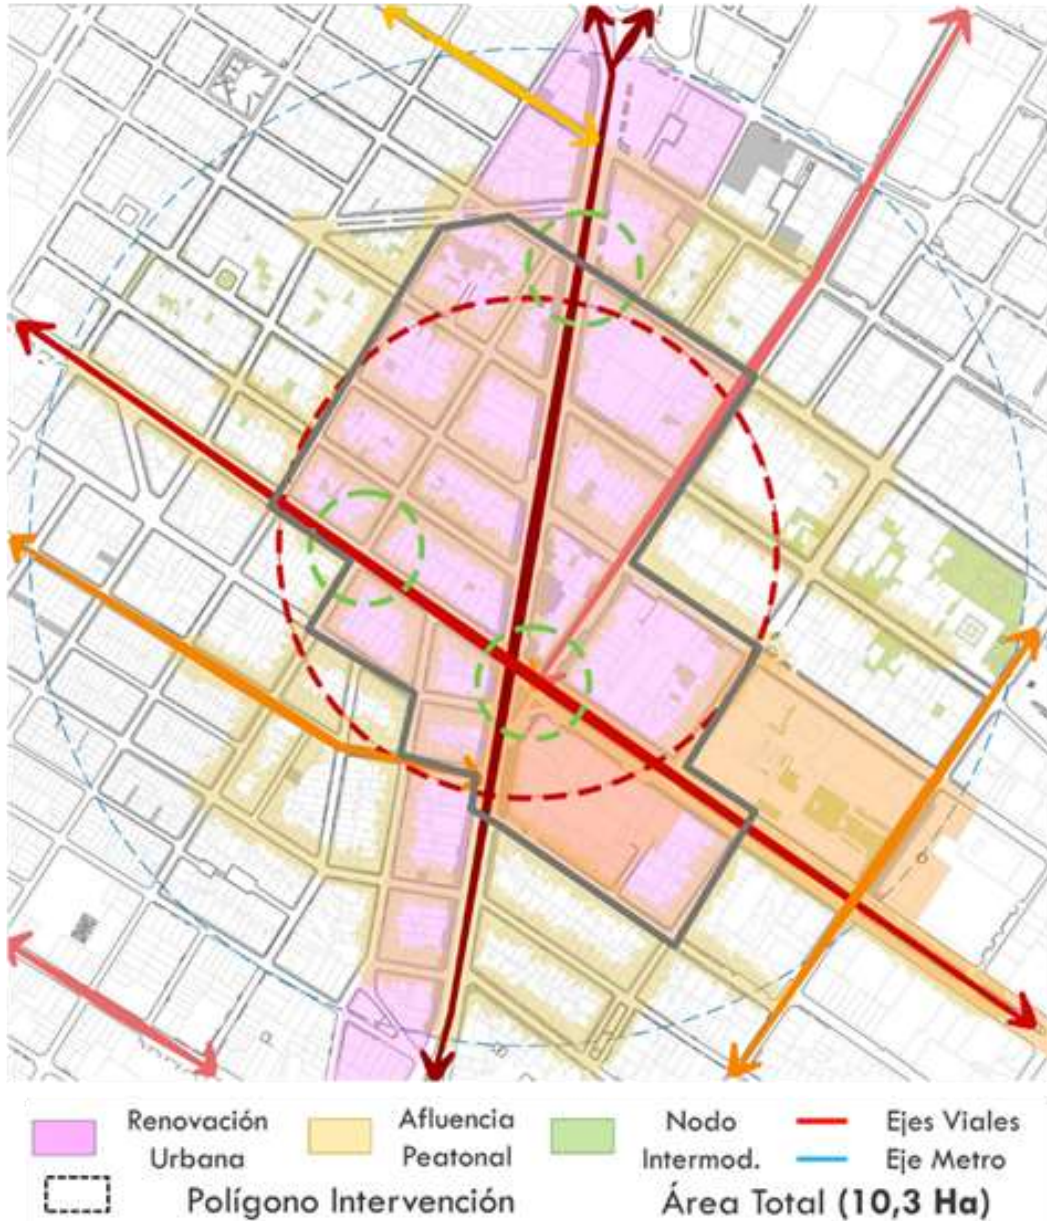 Renovación Urbana
Afluencia Peatonal
Nodo Intermod.
Ejes Viales
Eje Metro
Polígono Intervención
Área Total (10,3 Ha)